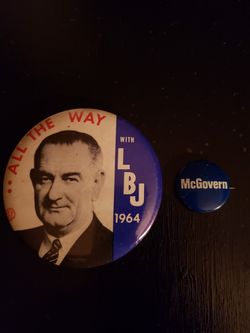 ALL THE WAY
WITH
LBJ
1964
McGovern